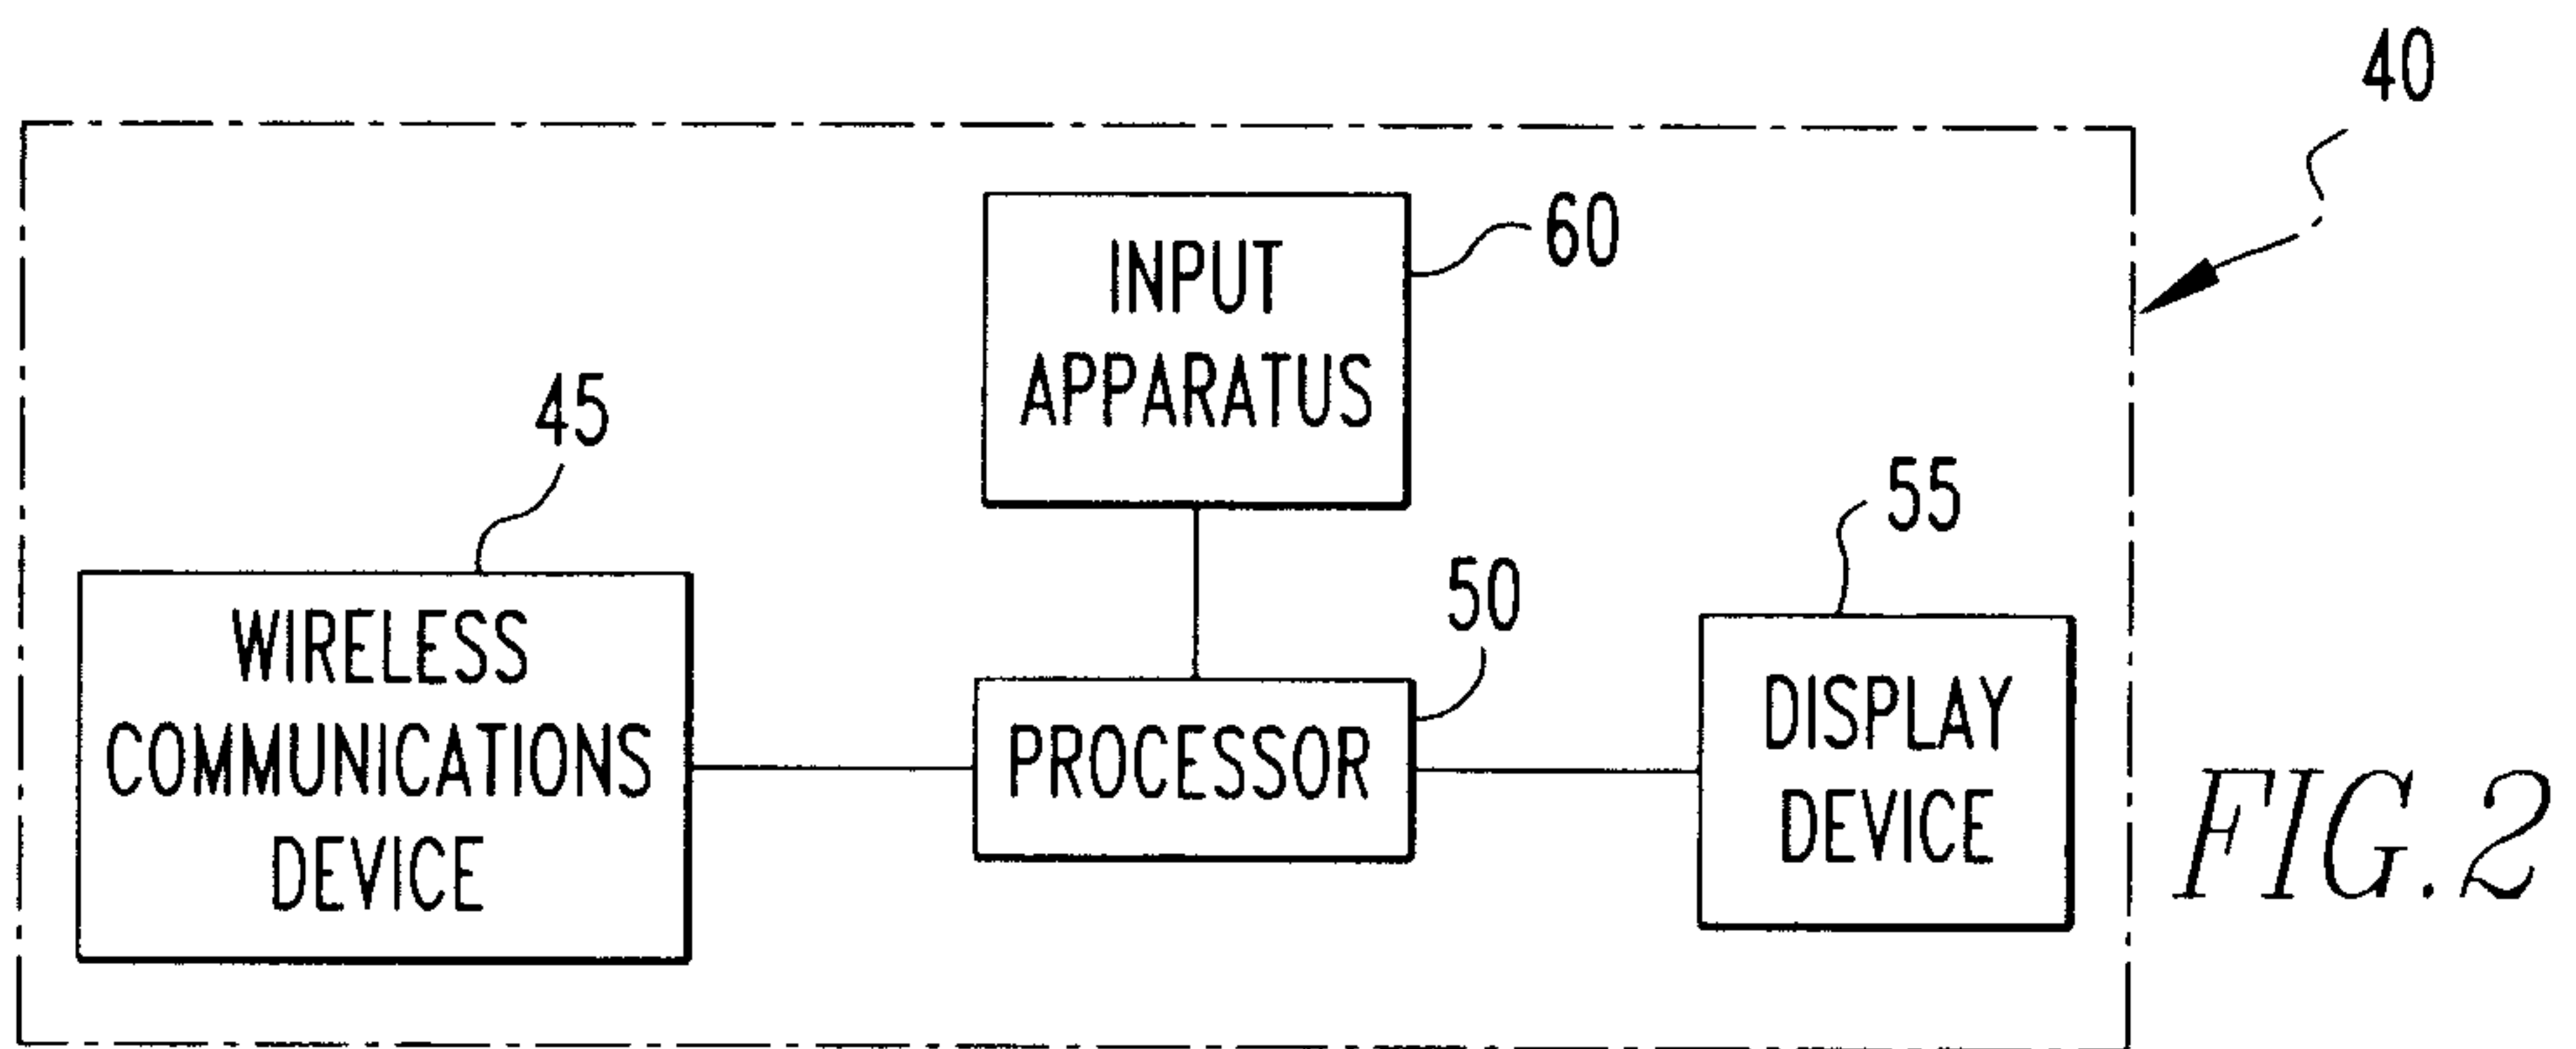 40
60
INPUT
APPARATUS
45
55
50
WIRELESS
COMMUNICATIONS
DEVICE
PROCESSOR
DISPLAY
DEVICE
FIG. 2